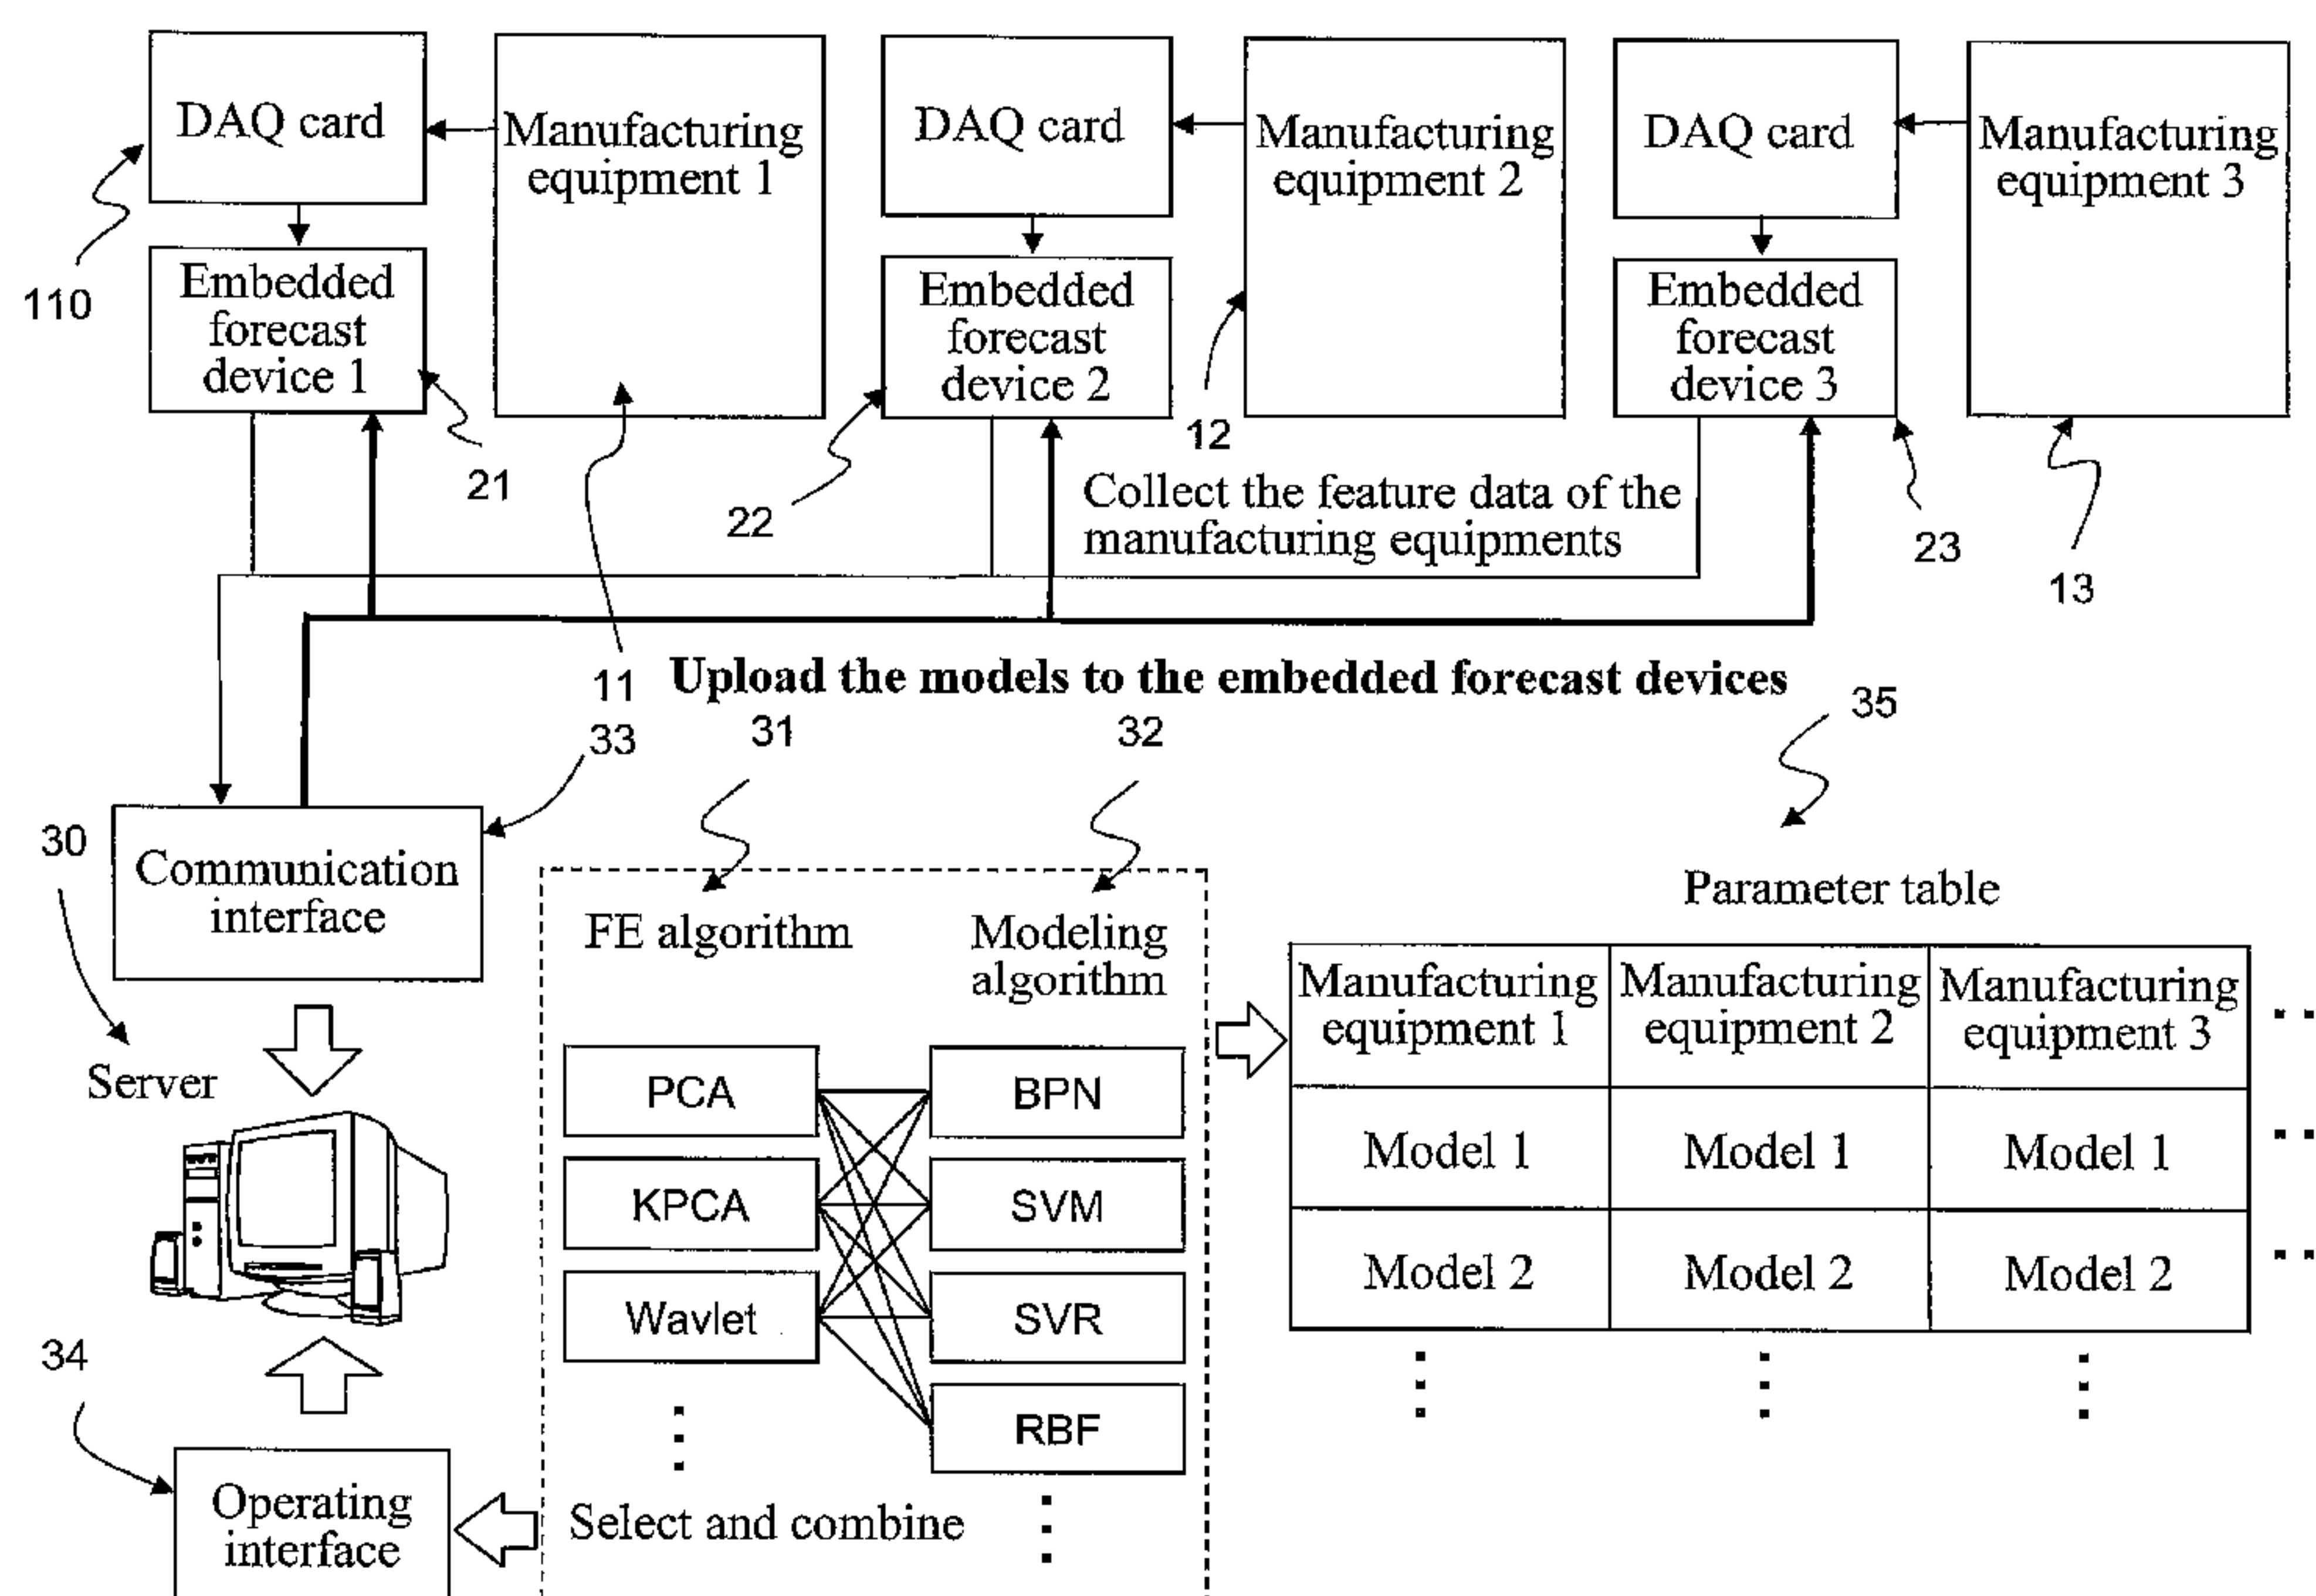 DAQ card
Manufacturing
equipment 1
DAQ card
Manufacturing
equipment 2
DAQ card
Manufacturing
equipment 3
110
Embedded
forecast
device 1
Embedded
forecast
device 2
Embedded
forecast
device 3
12
21
22
Collect the feature data of the
manufacturing equipments
23
13
11
Upload the models to the embedded forecast devices
33
31
32
35
30
Communication
interface
Server
34
Operating
interface
FE algorithm
Modeling
algorithm
PCA
BPN
KPCA
SVM
Wavlet
SVR
RBF
Select and combine
Parameter table
Manufacturing
equipment 1
Manufacturing
equipment 2
Manufacturing
equipment 3
Model 1
Model 1
Model 1
Model 2
Model 2
Model 2